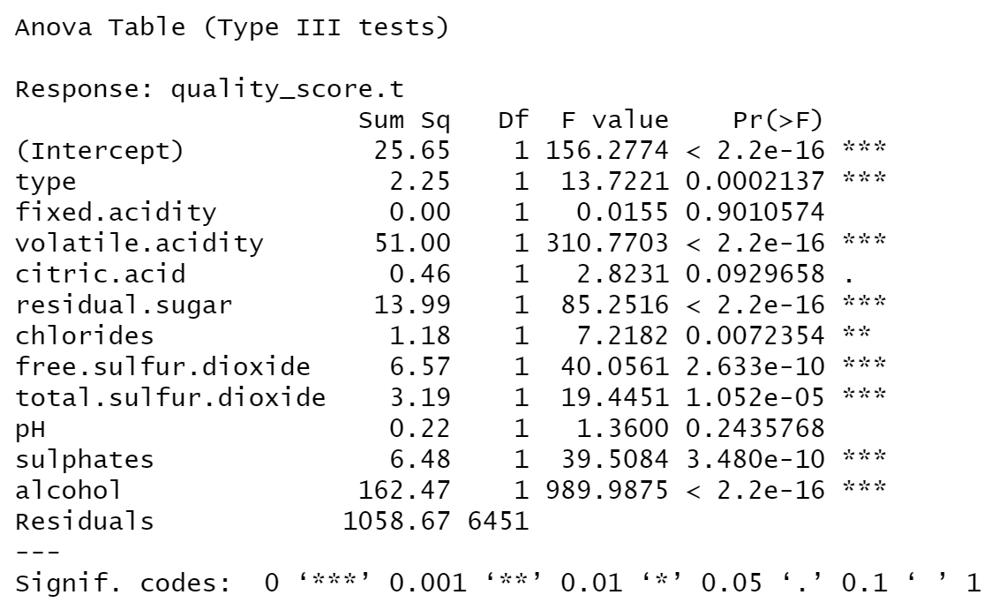 Anova Table (Type III tests)
Response: quality_score.t
Sum Sq Df F value Pr(>F)
(Intercept) 25.65 1 156.2774 < 2.2e-16 ***
type 2.25 1 13.7221 0.0002137 ***
fixed.acidity 0.00 1 0.0155 0.9010574
volatile.acidity 51.00 1 310.7703 < 2.2e-16 ***
citric.acid 0.46 1 2.8231 0.0929658 .
residual.sugar 13.99 1 85.2516 < 2.2e-16 ***
chlorides 1.18 1 7.2182 0.0072354 **
free.sulfur.dioxide 6.57 1 40.0561 2.633e-10 ***
total.sulfur.dioxide 3.19 1 19.4451 1.052e-05 ***
pH 0.22 1 1.3600 0.2435768
sulphates 6.48 1 39.5084 3.480e-10 ***
alcohol 162.47 1 989.9875 < 2.2e-16 ***
Residuals 1058.67 6451
---
Signif. codes: 0 ‘***’ 0.001 ‘**’ 0.01 ‘*’ 0.05 ‘.’ 0.1 ‘ ’ 1